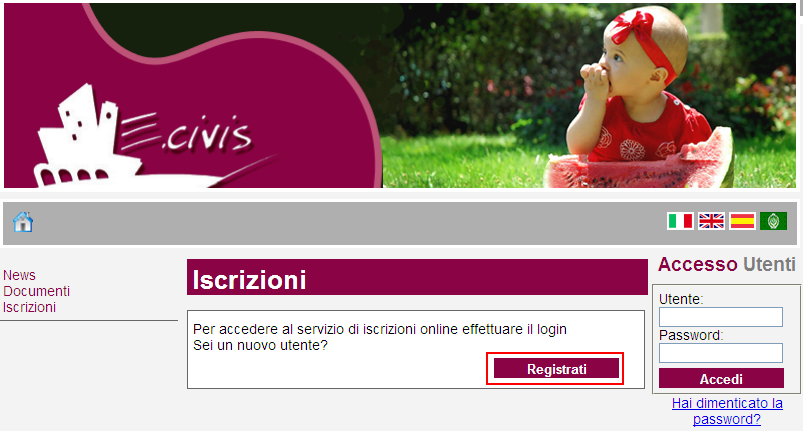 E.civis
News
Documenti
Iscrizioni
Iscrizioni
Per accedere al servizio di iscrizioni online effettuare il login
Sei un nuovo utente?
Registrati
Accesso Utenti
Utente:
Password:
Accedi
Hai dimenticato la
password?